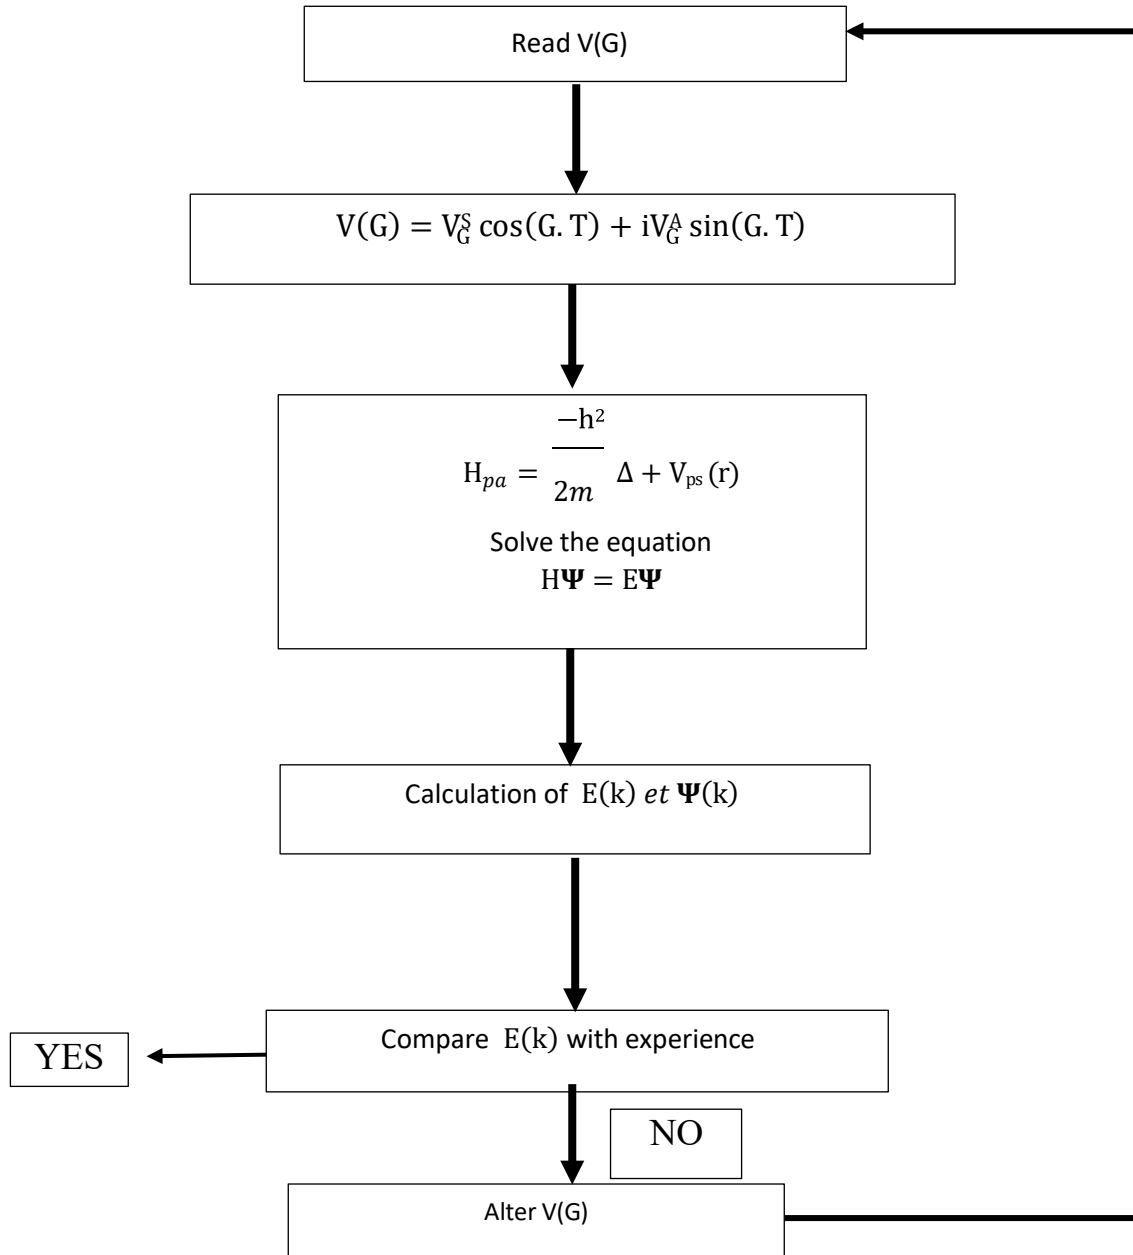 Read V(G)
V(G) = V_G^S cos(G. T) + iV_G^A sin(G. T)
−h²
H_pa = ―― Δ + V_ps (r)
2m
Solve the equation
HΨ = EΨ
Calculation of E(k) et Ψ(k)
Compare E(k) with experience
YES
NO
Alter V(G)